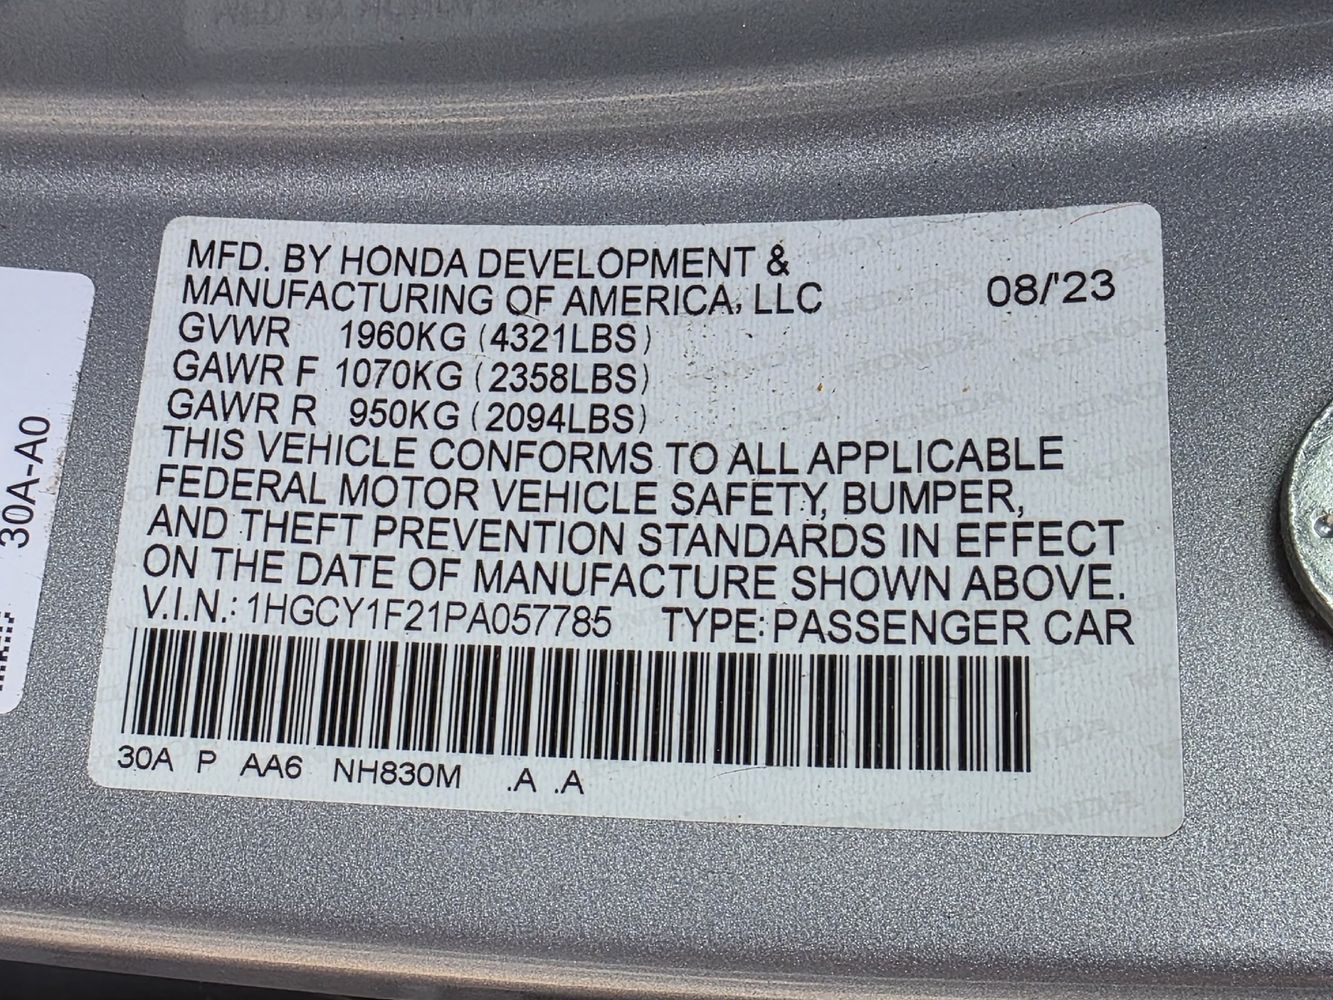 MFD. BY HONDA DEVELOPMENT &
MANUFACTURING OF AMERICA, LLC
08/'23
GVWR 1960KG (4321LBS)
GAWR F 1070KG (2358LBS)
GAWR R 950KG (2094LBS)
THIS VEHICLE CONFORMS TO ALL APPLICABLE
FEDERAL MOTOR VEHICLE SAFETY, BUMPER,
AND THEFT PREVENTION STANDARDS IN EFFECT
ON THE DATE OF MANUFACTURE SHOWN ABOVE.
V.I.N.: 1HGCY1F21PA057785 TYPE: PASSENGER CAR
30A P AA6 NH830M .A .A
30A-A0